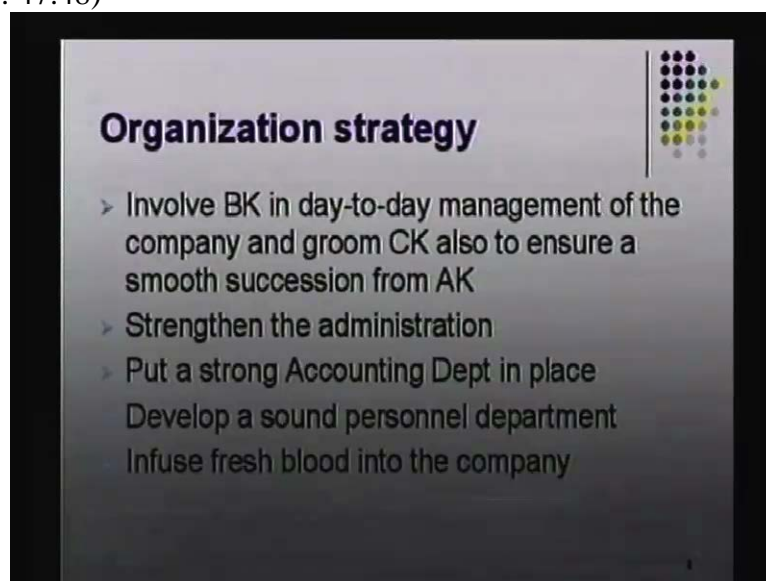 Organization strategy
Involve BK in day-to-day management of the
company and groom CK also to ensure a
smooth succession from AK
Strengthen the administration
Put a strong Accounting Dept in place
Develop a sound personnel department
Infuse fresh blood into the company